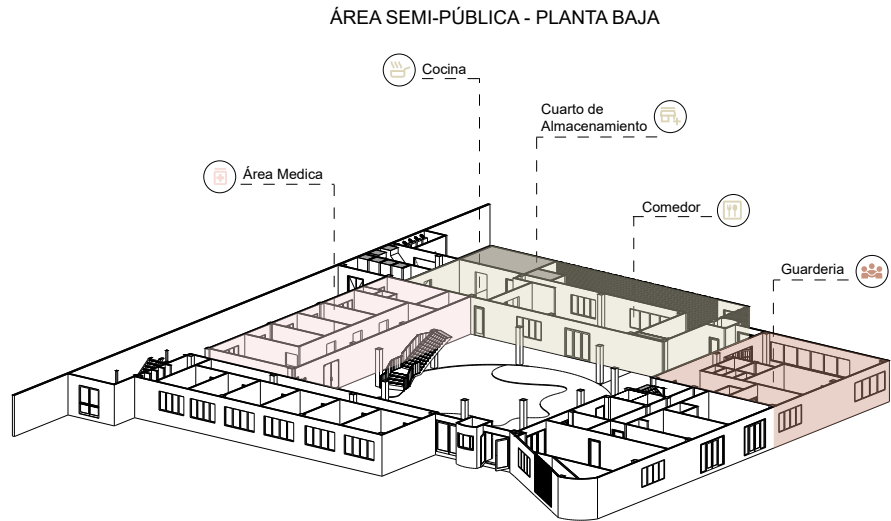 ÁREA SEMI-PÚBLICA - PLANTA BAJA
Cocina
Cuarto de
Almacenamiento
Área Medica
Comedor
Guarderia